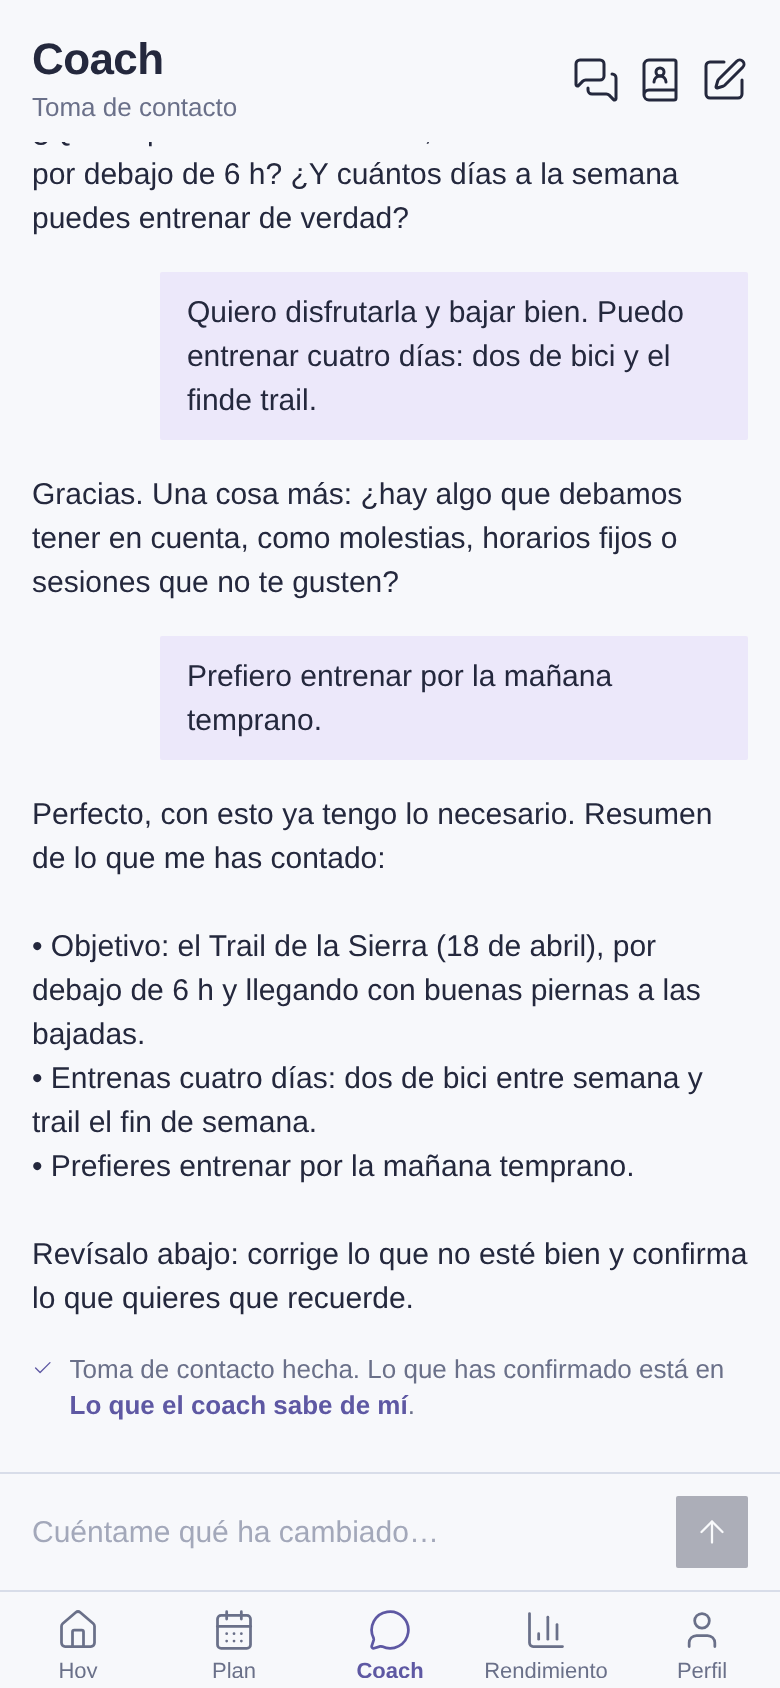 Coach
Toma de contacto
por debajo de 6 h? ¿Y cuántos días a la semana
puedes entrenar de verdad?
Quiero disfrutarla y bajar bien. Puedo
entrenar cuatro días: dos de bici y el
finde trail.
Gracias. Una cosa más: ¿hay algo que debamos
tener en cuenta, como molestias, horarios fijos o
sesiones que no te gusten?
Prefiero entrenar por la mañana
temprano.
Perfecto, con esto ya tengo lo necesario. Resumen
de lo que me has contado:
• Objetivo: el Trail de la Sierra (18 de abril), por
debajo de 6 h y llegando con buenas piernas a las
bajadas.
• Entrenas cuatro días: dos de bici entre semana y
trail el fin de semana.
• Prefieres entrenar por la mañana temprano.
Revísalo abajo: corrige lo que no esté bien y confirma
lo que quieres que recuerde.
Toma de contacto hecha. Lo que has confirmado está en
Lo que el coach sabe de mí.
Cuéntame qué ha cambiado…
Hov
Plan
Coach
Rendimiento
Perfil